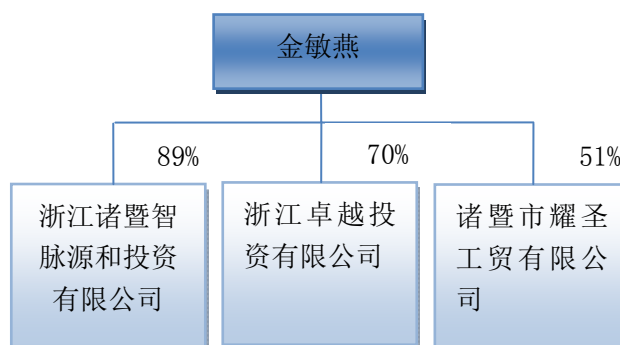 金敏燕
89%
70%
51%
浙江诸暨智
脉源和投资
有限公司
浙江卓越投
资有限公司
诸暨市耀圣
工贸有限公
司